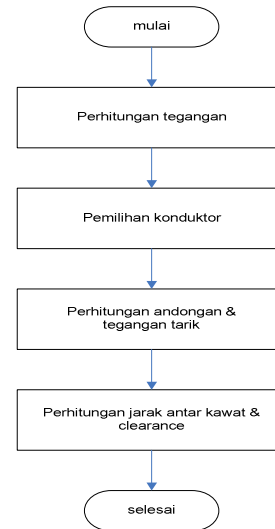 mulai
Perhitungan tegangan
Pemilihan konduktor
Perhitungan andongan &
tegangan tarik
Perhitungan jarak antar kawat &
clearance
selesai